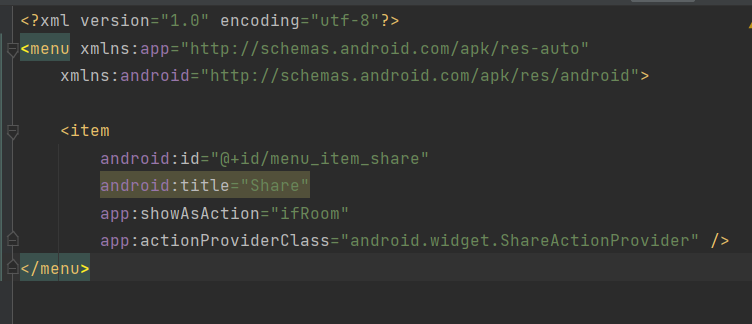 <?xml version="1.0" encoding="utf-8"?>
<menu xmlns:app="http://schemas.android.com/apk/res-auto"
    xmlns:android="http://schemas.android.com/apk/res/android">

    <item
        android:id="@+id/menu_item_share"
        android:title="Share"
        app:showAsAction="ifRoom"
        app:actionProviderClass="android.widget.ShareActionProvider" />
</menu>